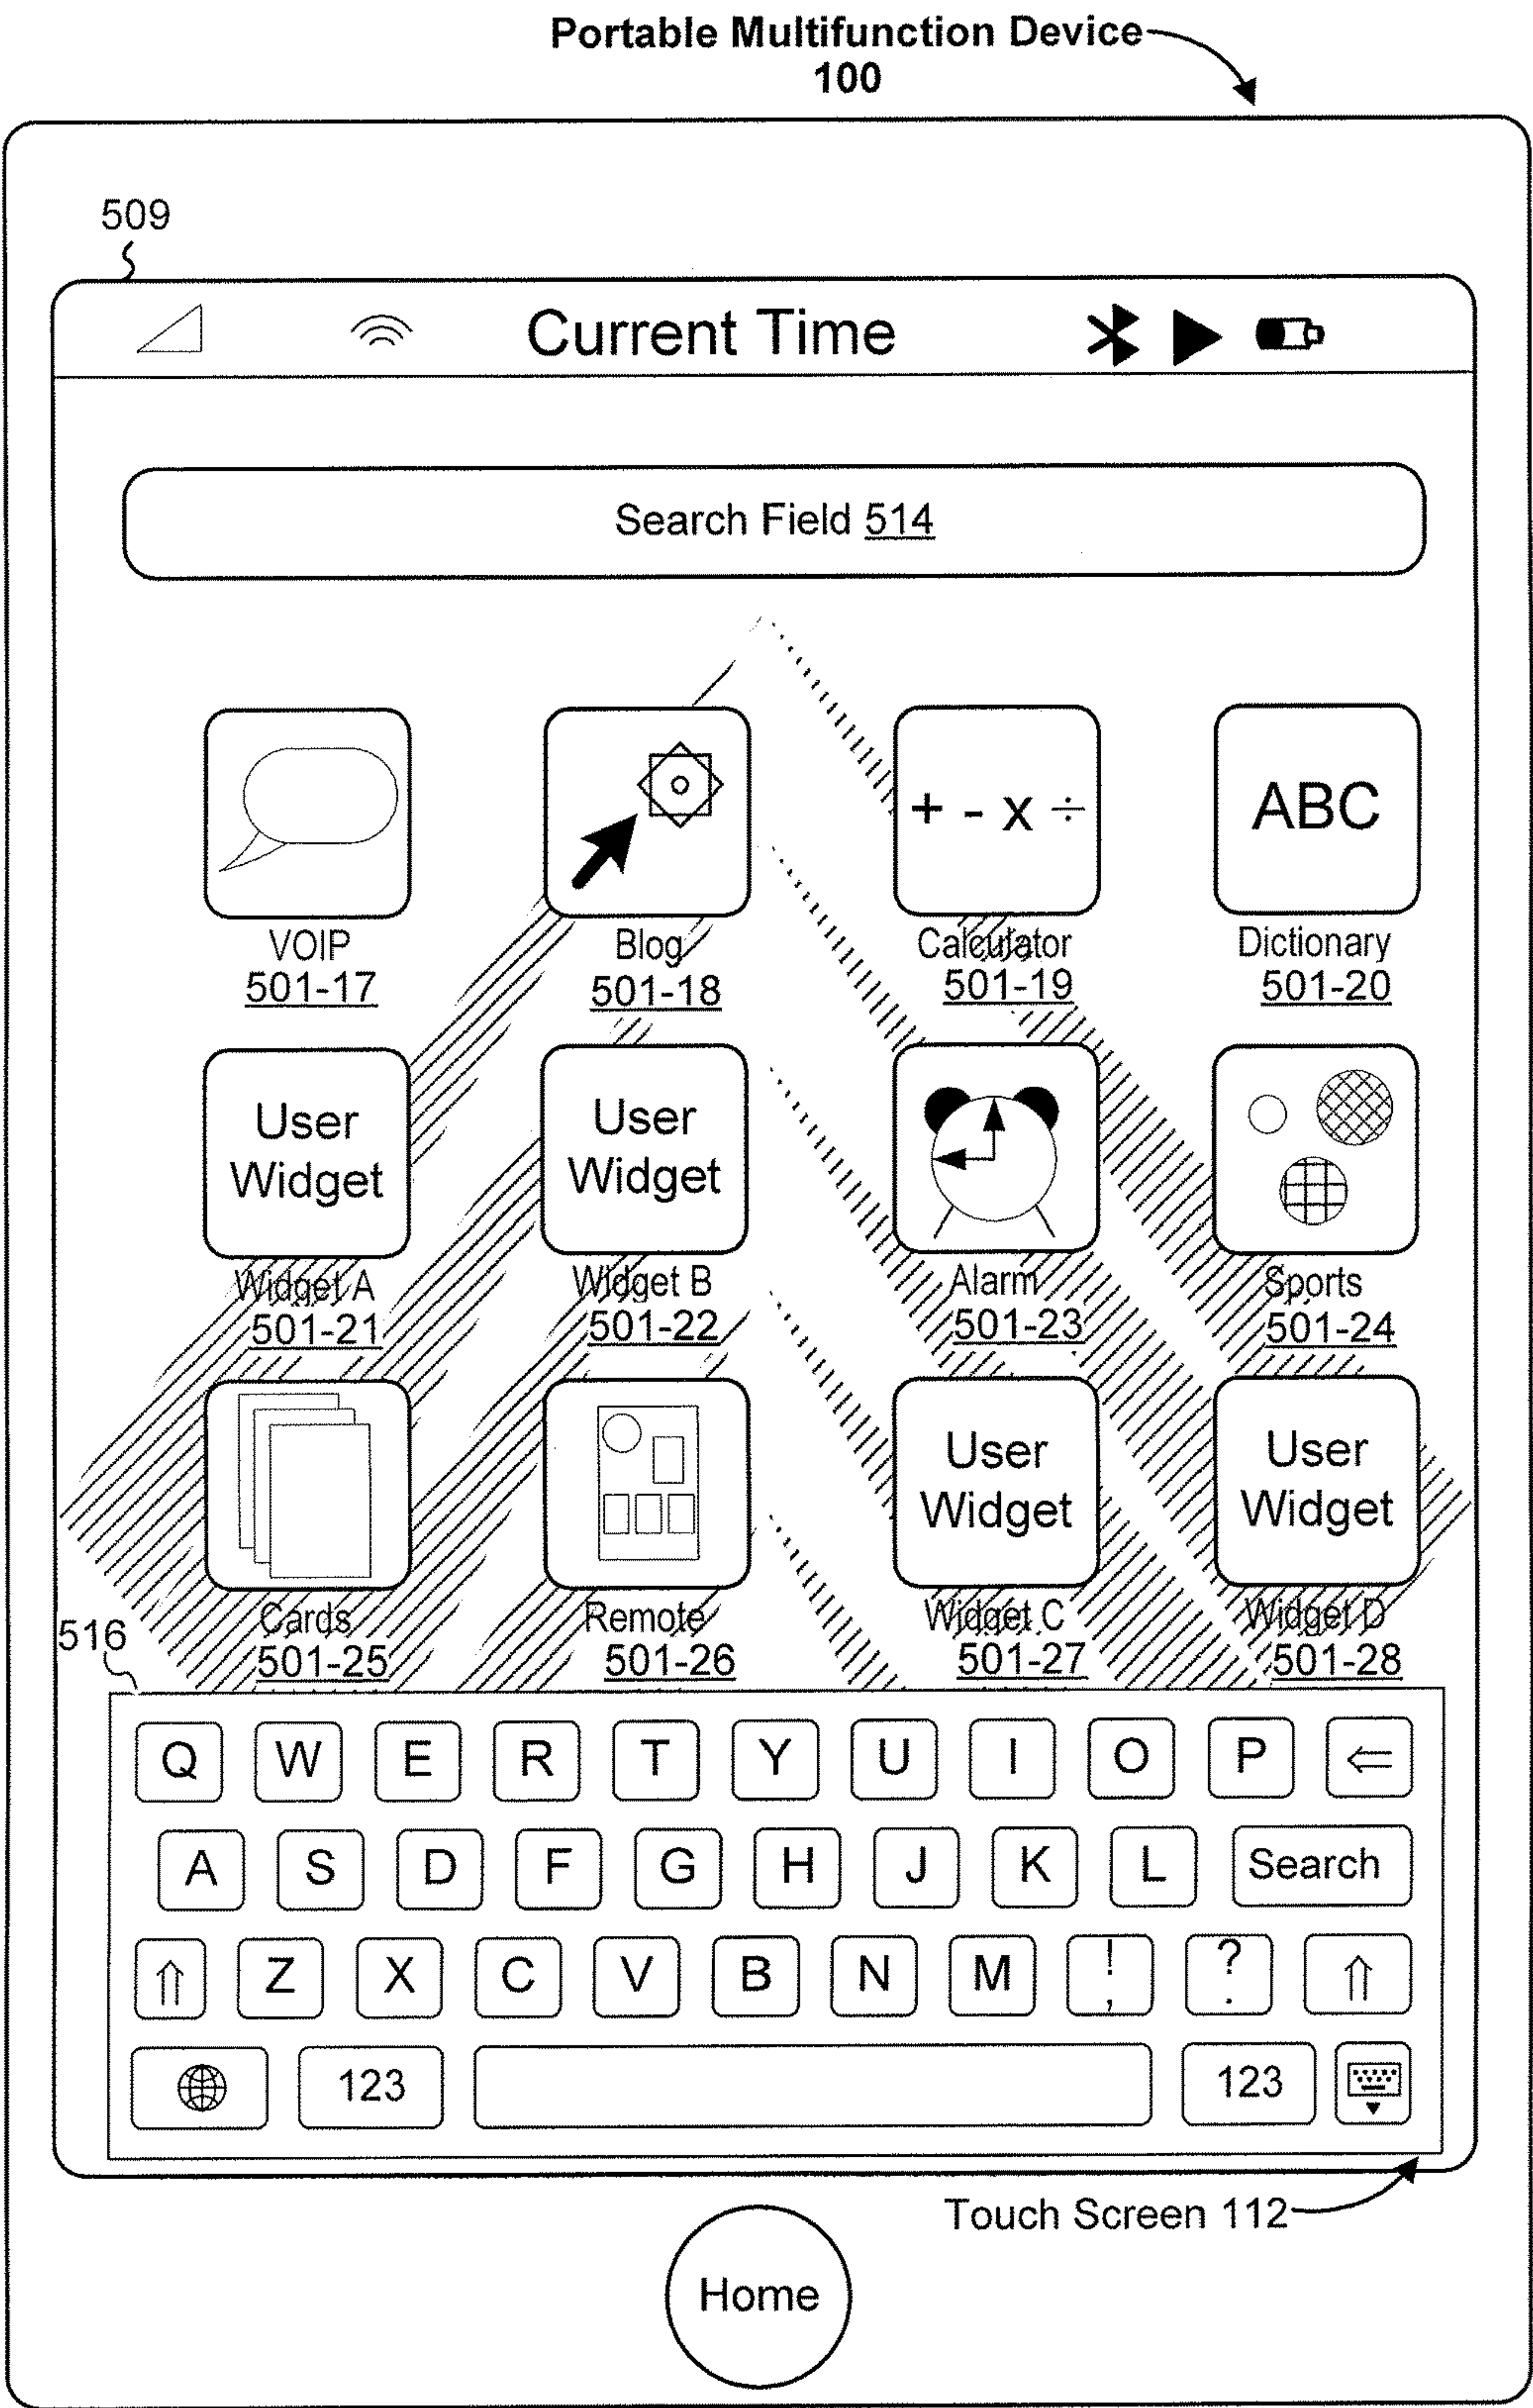 Portable Multifunction Device
100
509
Current Time
Search Field 514
+ - x ÷
ABC
VOIP Blog Calculator Dictionary
501-17 501-18 501-19 501-20
User Widget User Widget
Widget A Widget B Alarm Sports
501-21 501-22 501-23 501-24
User Widget User Widget
Cards Remote Widget C Widget D
516
501-25 501-26 501-27 501-28
Q W E R T Y U I O P ⇐
A S D F G H J K L Search
⇑ Z X C V B N M ! , ? . ⇑
123 123
Touch Screen 112
Home